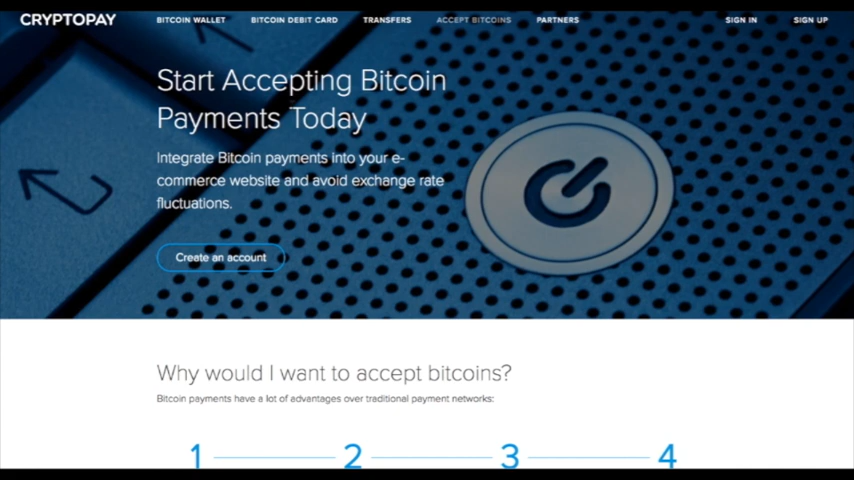 CRYPTOPAY
BITCOIN WALLET
BITCOIN DEBIT CARD
TRANSFERS
ACCEPT BITCOINS
PARTNERS
SIGN IN
SIGN UP
Start Accepting Bitcoin
Payments Today
Integrate Bitcoin payments into your e-
commerce website and avoid exchange rate
fluctuations.
Create an account
Why would I want to accept bitcoins?
Bitcoin payments have a lot of advantages over traditional payment networks:
1
2
3
4